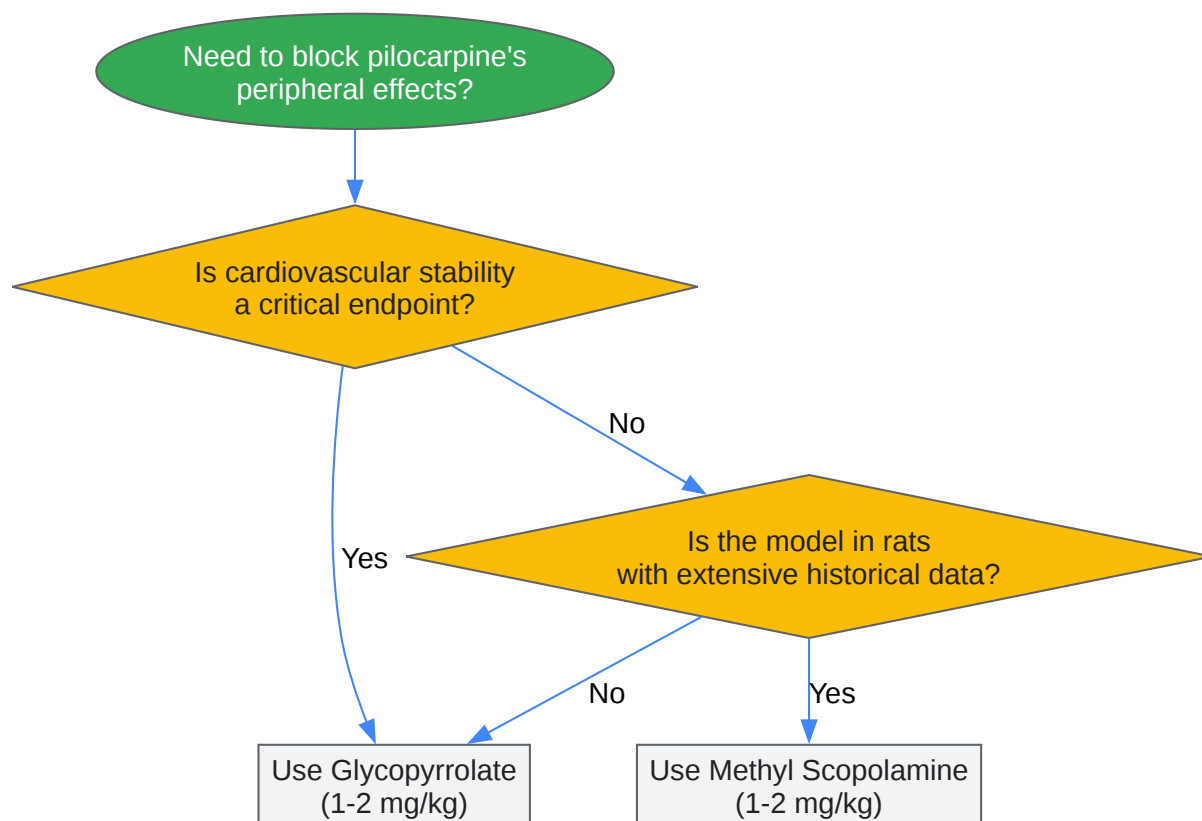 Need to block pilocarpine's
peripheral effects?
Is cardiovascular stability
a critical endpoint?
No
Is the model in rats
with extensive historical data?
Yes
No
Yes
Use Glycopyrrolate
(1-2 mg/kg)
Use Methyl Scopolamine
(1-2 mg/kg)